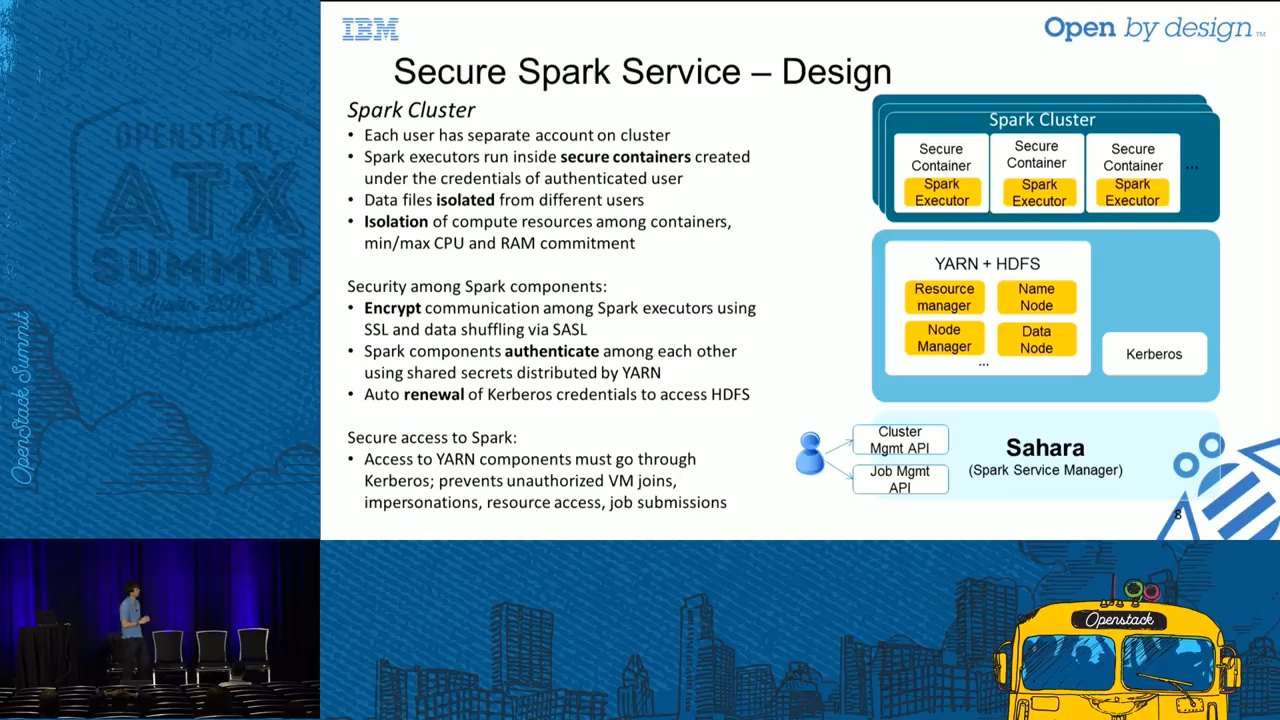 OPENSTACK
ATX
SUMMIT
Austin, Texas
OpenStack Summit
IBM
Open by design™
Secure Spark Service – Design
Spark Cluster
• Each user has separate account on cluster
• Spark executors run inside secure containers created
under the credentials of authenticated user
• Data files isolated from different users
• Isolation of compute resources among containers,
min/max CPU and RAM commitment
Security among Spark components:
• Encrypt communication among Spark executors using
SSL and data shuffling via SASL
• Spark components authenticate among each other
using shared secrets distributed by YARN
• Auto renewal of Kerberos credentials to access HDFS
Secure access to Spark:
• Access to YARN components must go through
Kerberos; prevents unauthorized VM joins,
impersonations, resource access, job submissions
Spark Cluster
Secure
Container
Spark
Executor
Secure
Container
Spark
Executor
Secure
Container
Spark
Executor
...
YARN + HDFS
Resource
manager
Name
Node
Node
Manager
Data
Node
...
Kerberos
Cluster
Mgmt API
Job Mgmt
API
Sahara
(Spark Service Manager)
8
Openstack